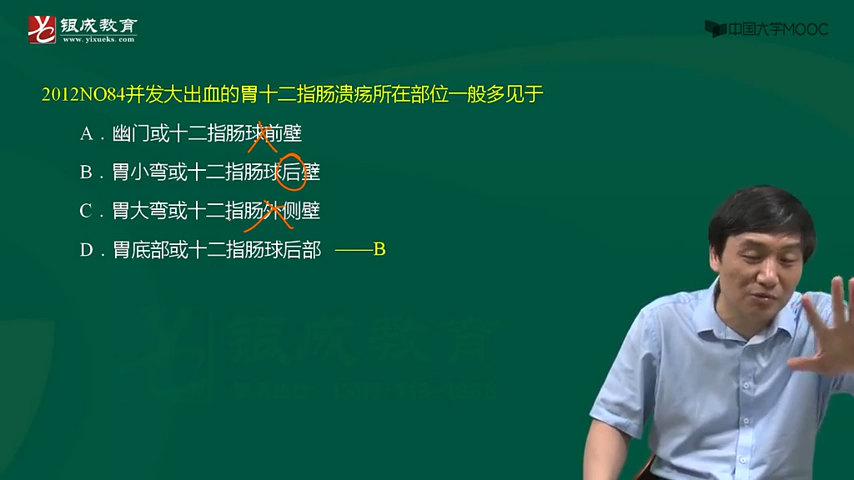 银成教育
www.yixueks.com
中国大学MOOC
2012NO84并发大出血的胃十二指肠溃疡所在部位一般多见于
A．幽门或十二指肠球前壁
B．胃小弯或十二指肠球后壁
C．胃大弯或十二指肠外侧壁
D．胃底部或十二指肠球后部 ——B
银成教育